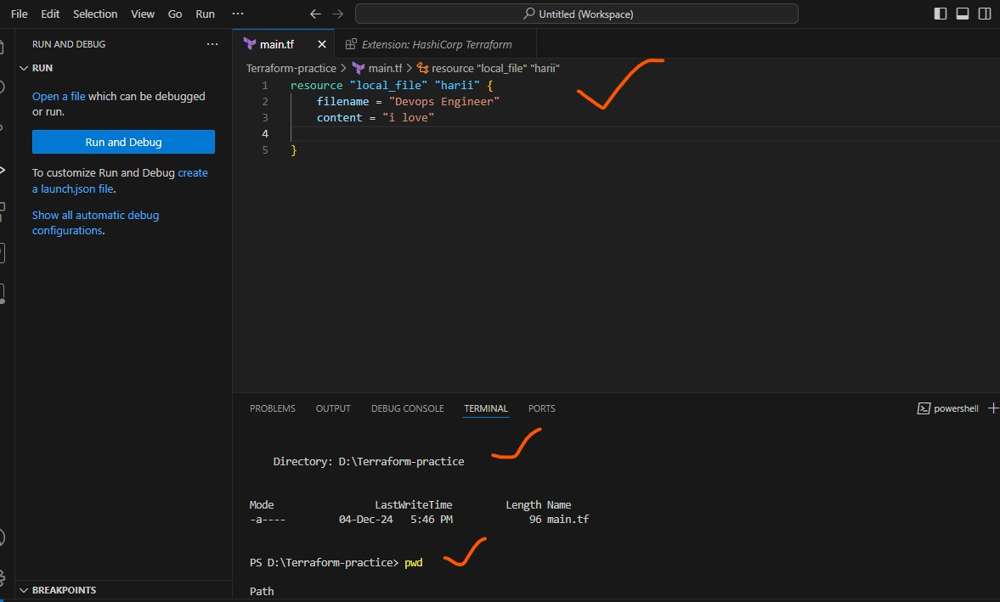 File Edit Selection View Go Run ··· Untitled (Workspace)
RUN AND DEBUG ···
RUN
Open a file which can be debugged
or run.
Run and Debug
To customize Run and Debug create
a launch.json file.
Show all automatic debug
configurations.
BREAKPOINTS
main.tf Extension: HashiCorp Terraform
Terraform-practice > main.tf > resource "local_file" "harii"
1 resource "local_file" "harii" {
2 filename = "Devops Engineer"
3 content = "i love"
4
5 }
PROBLEMS OUTPUT DEBUG CONSOLE TERMINAL PORTS powershell
Directory: D:\Terraform-practice
Mode LastWriteTime Length Name
-a---- 04-Dec-24 5:46 PM 96 main.tf
PS D:\Terraform-practice> pwd
Path